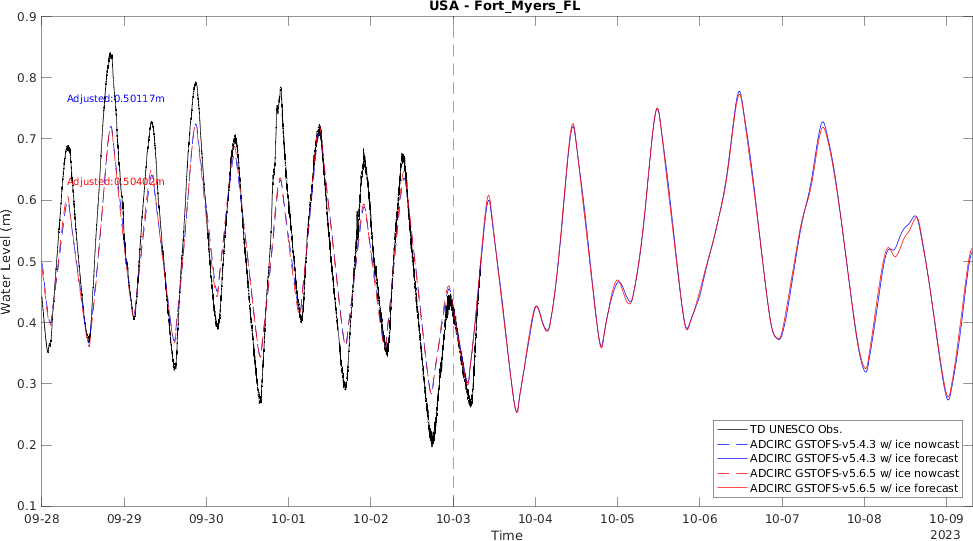 USA - Fort_Myers_FL
0.9
0.8
0.7
0.6
0.5
0.4
0.3
0.2
0.1
Water Level (m)
Adjusted:0.50117m
Adjusted:0.50402m
TD UNESCO Obs.
ADCIRC GSTOFS-v5.4.3 w/ ice nowcast
ADCIRC GSTOFS-v5.4.3 w/ ice forecast
ADCIRC GSTOFS-v5.6.5 w/ ice nowcast
ADCIRC GSTOFS-v5.6.5 w/ ice forecast
09-28 09-29 09-30 10-01 10-02 10-03 10-04 10-05 10-06 10-07 10-08 10-09
2023
Time